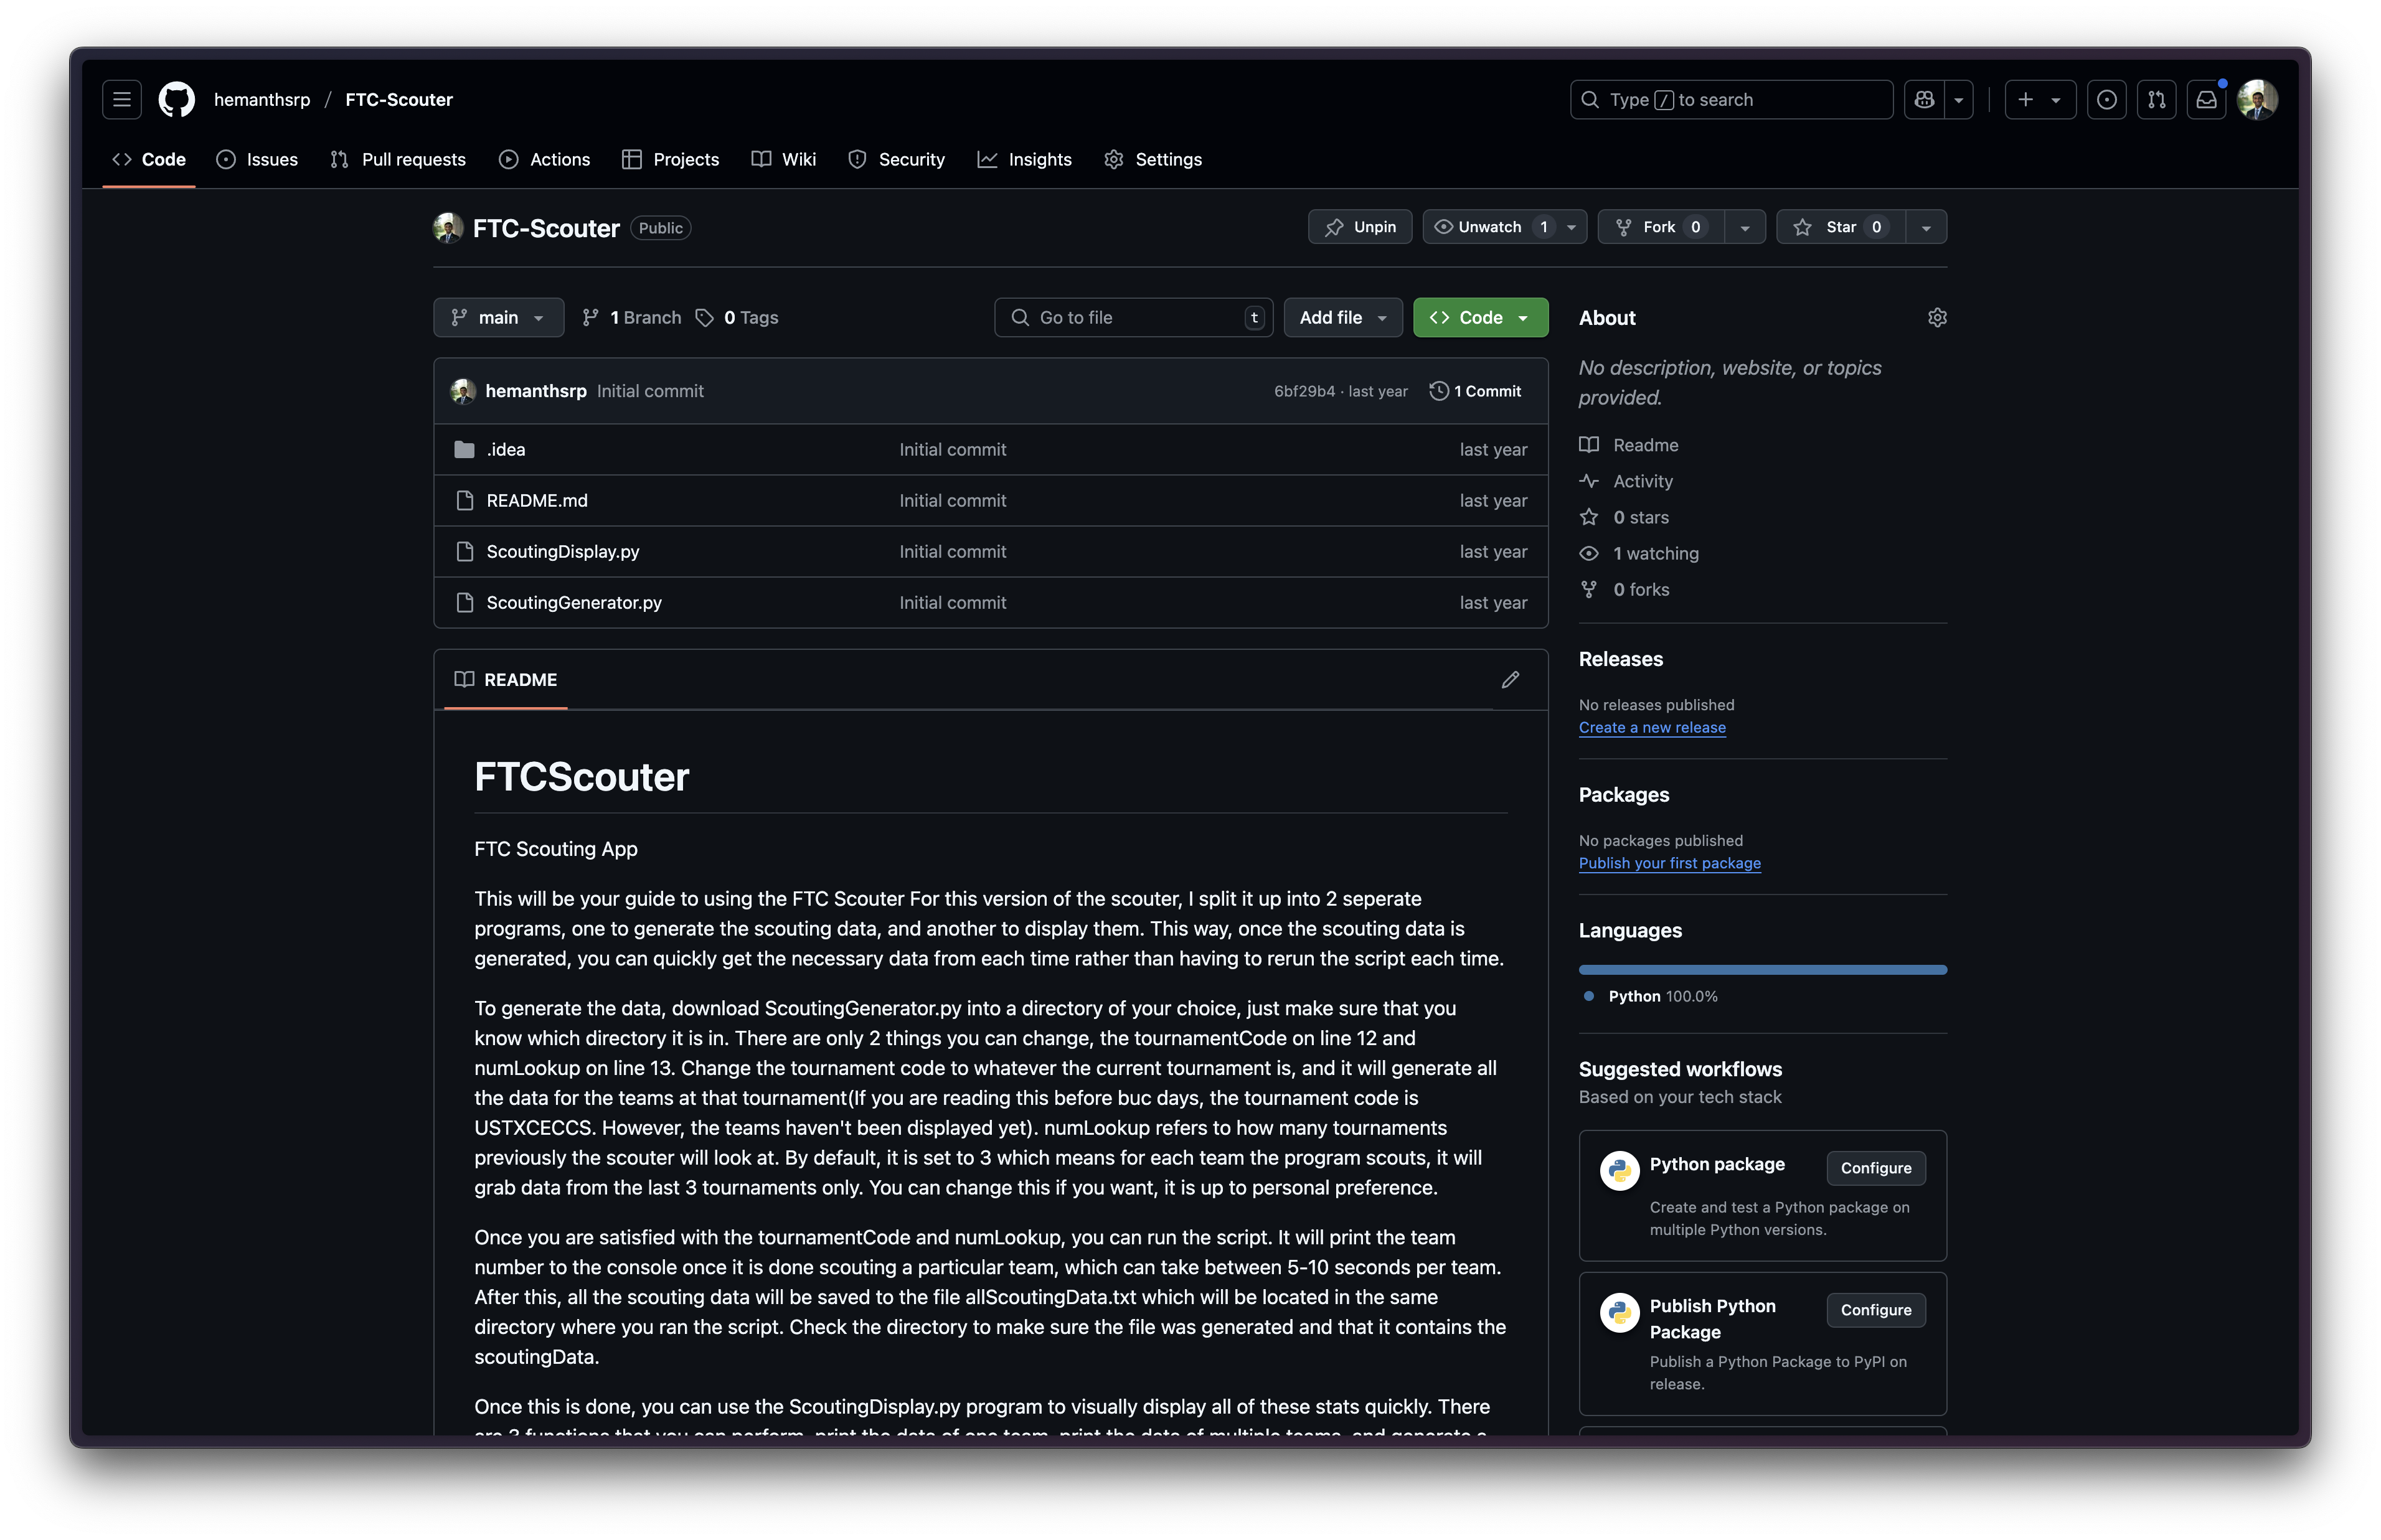 hemanthsrp / FTC-Scouter
Type / to search
Code Issues Pull requests Actions Projects Wiki Security Insights Settings
FTC-Scouter Public
Unpin Unwatch 1 Fork 0 Star 0
main 1 Branch 0 Tags Go to file t Add file Code
hemanthsrp Initial commit 6bf29b4 · last year 1 Commit
.idea Initial commit last year
README.md Initial commit last year
ScoutingDisplay.py Initial commit last year
ScoutingGenerator.py Initial commit last year
README
FTCScouter
FTC Scouting App
This will be your guide to using the FTC Scouter For this version of the scouter, I split it up into 2 seperate
programs, one to generate the scouting data, and another to display them. This way, once the scouting data is
generated, you can quickly get the necessary data from each time rather than having to rerun the script each time.
To generate the data, download ScoutingGenerator.py into a directory of your choice, just make sure that you
know which directory it is in. There are only 2 things you can change, the tournamentCode on line 12 and
numLookup on line 13. Change the tournament code to whatever the current tournament is, and it will generate all
the data for the teams at that tournament(If you are reading this before buc days, the tournament code is
USTXCECCS. However, the teams haven't been displayed yet). numLookup refers to how many tournaments
previously the scouter will look at. By default, it is set to 3 which means for each team the program scouts, it will
grab data from the last 3 tournaments only. You can change this if you want, it is up to personal preference.
Once you are satisfied with the tournamentCode and numLookup, you can run the script. It will print the team
number to the console once it is done scouting a particular team, which can take between 5-10 seconds per team.
After this, all the scouting data will be saved to the file allScoutingData.txt which will be located in the same
directory where you ran the script. Check the directory to make sure the file was generated and that it contains the
scoutingData.
Once this is done, you can use the ScoutingDisplay.py program to visually display all of these stats quickly. There
are 3 functions that you can perform, print the data of one team, print the data of multiple teams, and generate a
About
No description, website, or topics
provided.
Readme
Activity
0 stars
1 watching
0 forks
Releases
No releases published
Create a new release
Packages
No packages published
Publish your first package
Languages
Python 100.0%
Suggested workflows
Based on your tech stack
Python package Configure
Create and test a Python package on
multiple Python versions.
Publish Python Configure
Package
Publish a Python Package to PyPI on
release.